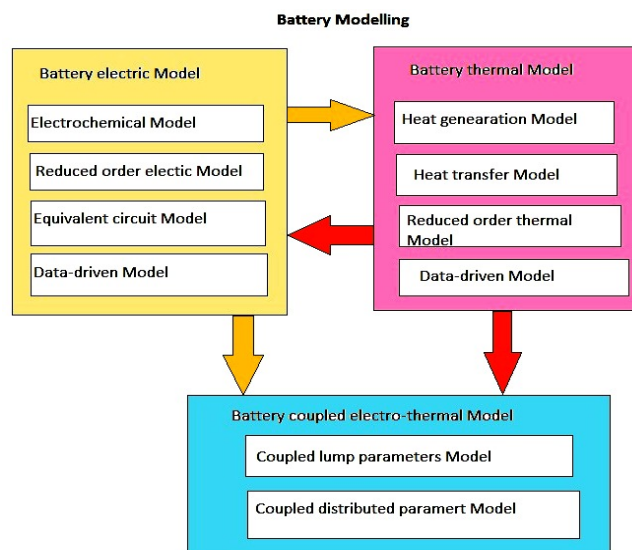 Battery Modelling
Battery electric Model
Electrochemical Model
Reduced order electic Model
Equivalent circuit Model
Data-driven Model
Battery thermal Model
Heat genearation Model
Heat transfer Model
Reduced order thermal
Model
Data-driven Model
Battery coupled electro-thermal Model
Coupled lump parameters Model
Coupled distributed paramert Model